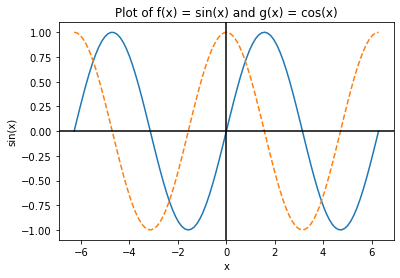 Plot of f(x) = sin(x) and g(x) = cos(x)
1.00
0.75
0.50
0.25
0.00
−0.25
−0.50
−0.75
−1.00
sin(x)
−6 −4 −2 0 2 4 6
x